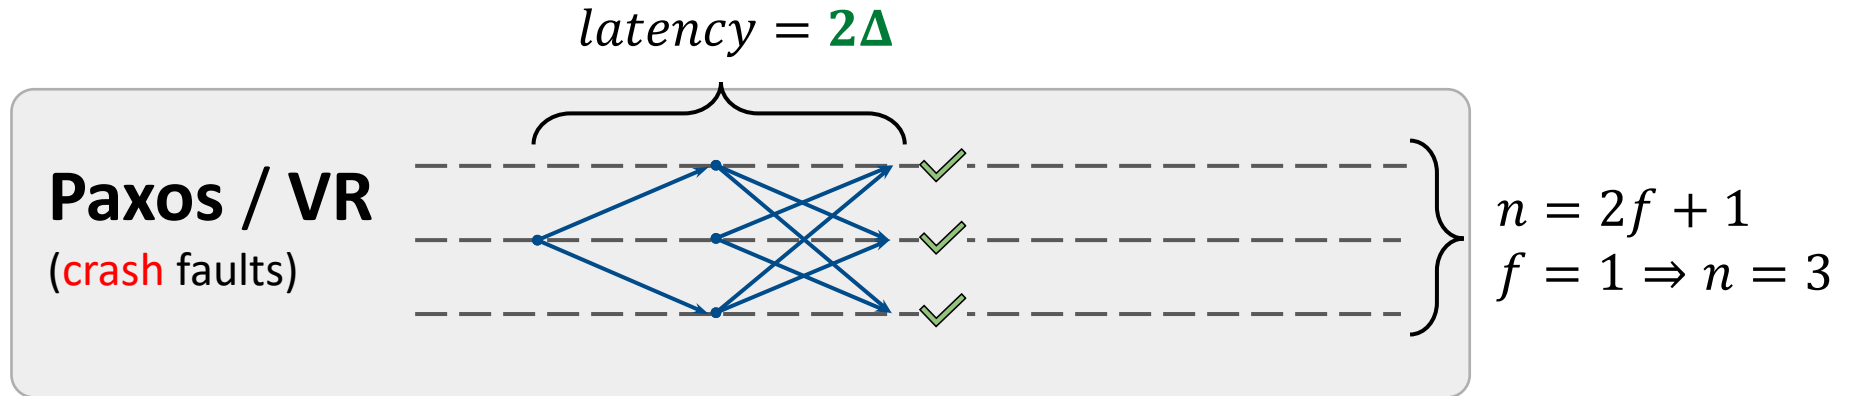 latency = 2Δ
Paxos / VR
(crash faults)
n = 2f + 1
f = 1 ⇒ n = 3